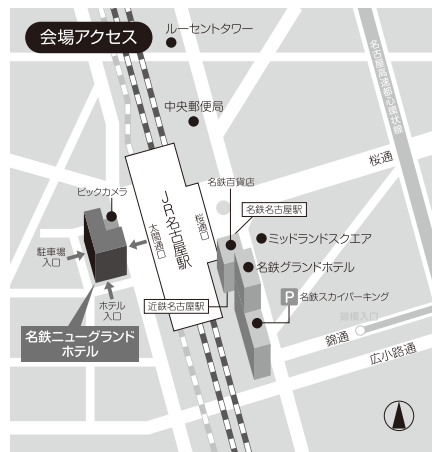 会場アクセス
ルーセントタワー
名古屋高速都心環状線
中央郵便局
桜通
名鉄百貨店
ビックカメラ
名鉄名古屋駅
JR名古屋駅
桜通口
太閤通口
ミッドランドスクエア
駐車場
入口
名鉄グランドホテル
P 名鉄スカイパーキング
ホテル
入口
近鉄名古屋駅
錦橋入口
名鉄ニューグランド
ホテル
錦通
広小路通